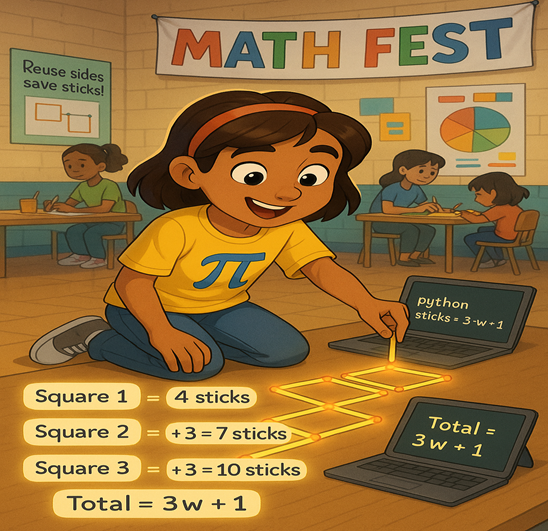 MATH FEST
Reuse sides
save sticks!
π
python
sticks = 3-w+1
Total =
3w + 1
Square 1 = 4 sticks
Square 2 = +3 = 7 sticks
Square 3 = +3 = 10 sticks
Total = 3w + 1